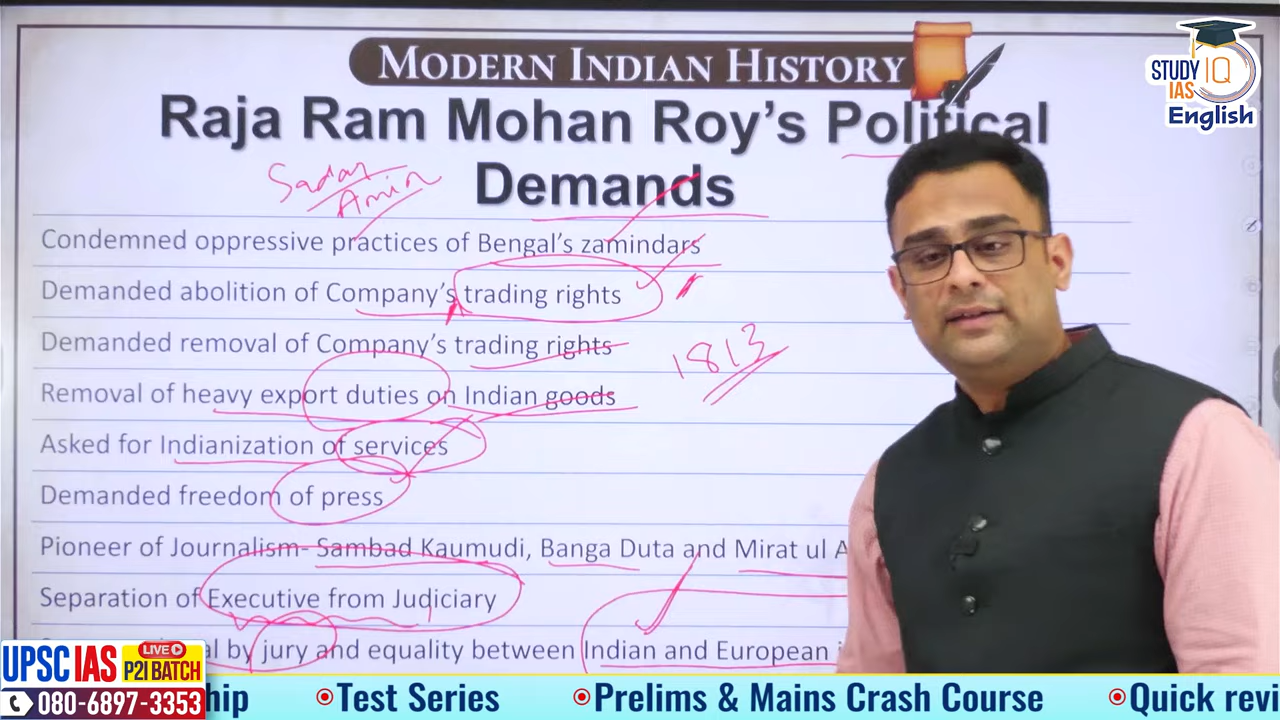 MODERN INDIAN HISTORY
STUDY IQ
IAS
English
Raja Ram Mohan Roy's Political
Demands
Sadar
Amin
Condemned oppressive practices of Bengal's zamindars
Demanded abolition of Company's trading rights
Demanded removal of Company's trading rights
1813
Removal of heavy export duties on Indian goods
Asked for Indianization of services
Demanded freedom of press
Pioneer of Journalism- Sambad Kaumudi, Banga Duta and Mirat ul A
Separation of Executive from Judiciary
al by jury and equality between Indian and European
UPSC IAS LIVE P2I BATCH
080-6897-3353
hip • Test Series • Prelims & Mains Crash Course • Quick revi